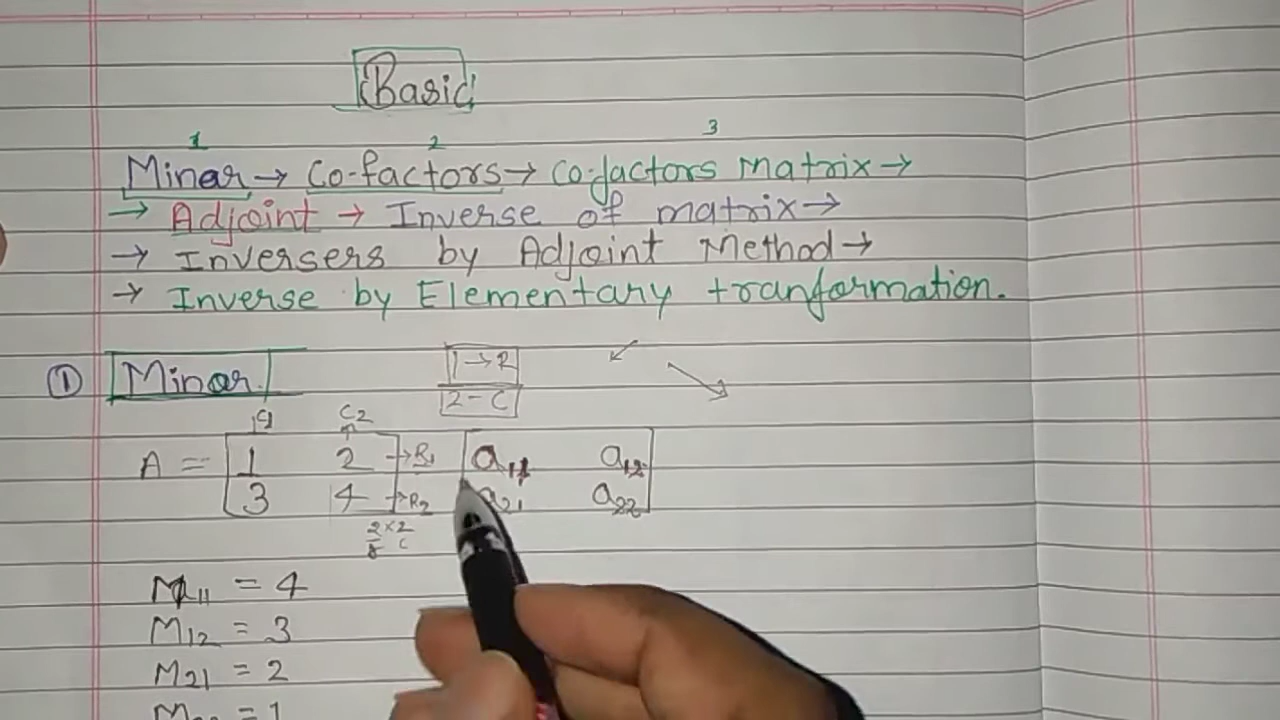 Basic
1 2 3
Minar → Co-factors → Co-factors Matrix →
→ Adjoint → Inverse of matrix →
→ Inversers by Adjoint Method →
→ Inverse by Elementary tranformation.
① Minar
1 → R
2 - C
C2
A = 1 2 → R1 a11 a12
3 4 → R2 a21 a22
2 × 2
C
M11 = 4
M12 = 3
M21 = 2
= 1